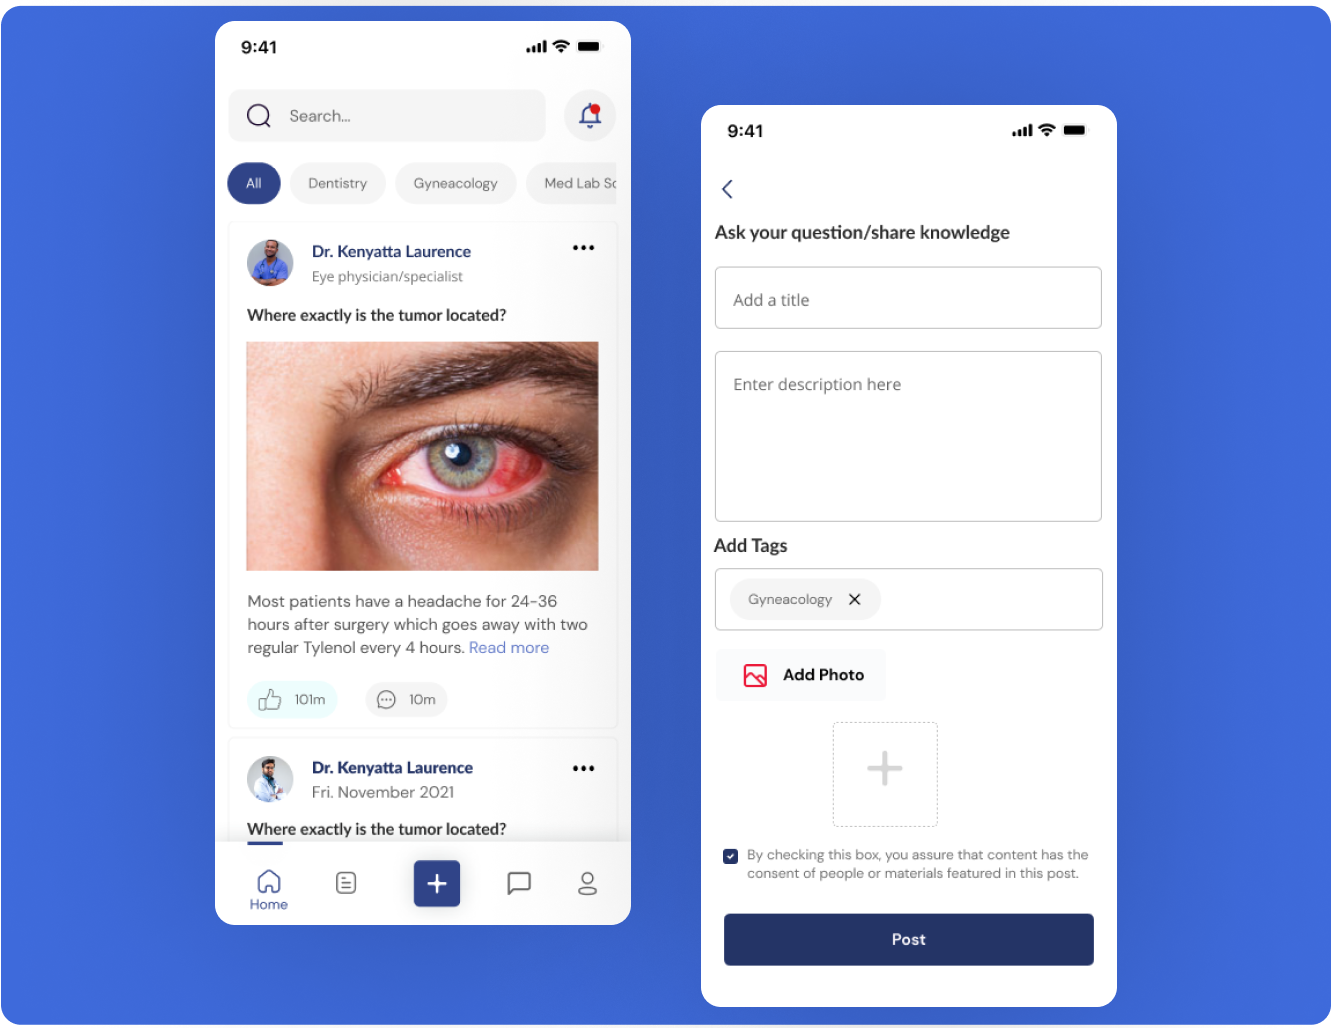 9:41
Search...
All
Dentistry
Gyneacology
Med Lab Sc
Dr. Kenyatta Laurence
Eye physician/specialist
Where exactly is the tumor located?
Most patients have a headache for 24-36
hours after surgery which goes away with two
regular Tylenol every 4 hours. Read more
101m
10m
Dr. Kenyatta Laurence
Fri. November 2021
Where exactly is the tumor located?
Home
9:41
Ask your question/share knowledge
Add a title
Enter description here
Add Tags
Gyneacology
Add Photo
By checking this box, you assure that content has the
consent of people or materials featured in this post.
Post